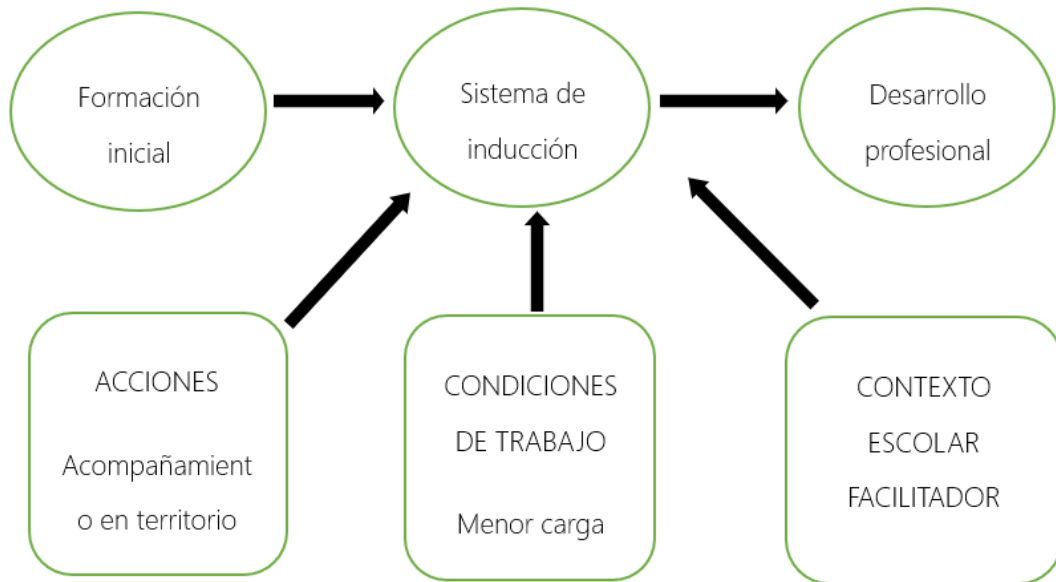 Formación
inicial
Sistema de
inducción
Desarrollo
profesional
ACCIONES
Acompañamient
o en territorio
CONDICIONES
DE TRABAJO
Menor carga
CONTEXTO
ESCOLAR
FACILITADOR